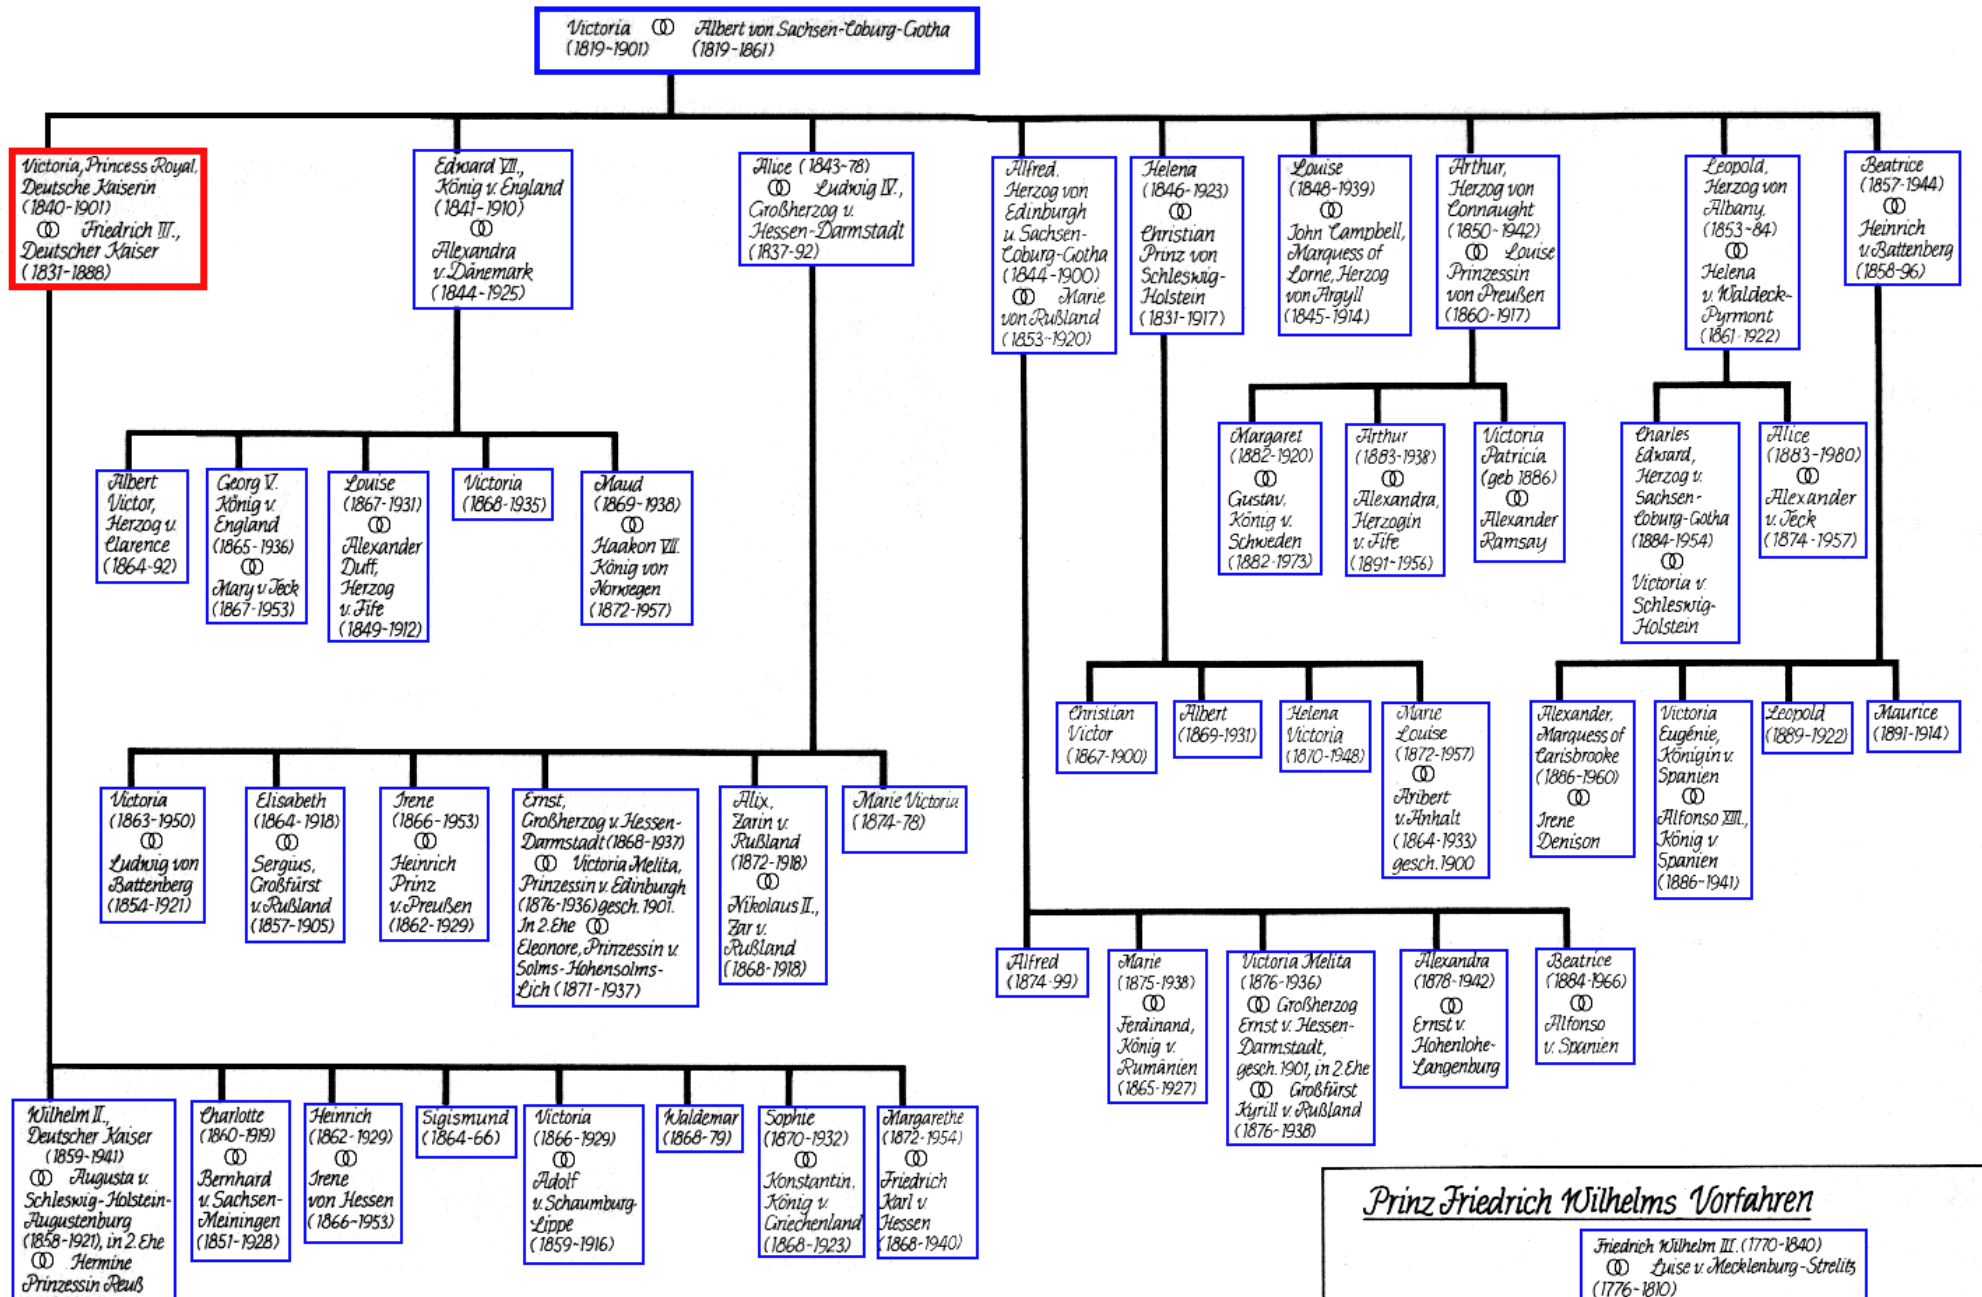 Victoria ⚭ Albert von Sachsen-Coburg-Gotha
(1819-1901) (1819-1861)
Victoria, Princess Royal,
Deutsche Kaiserin
(1840-1901)
⚭ Friedrich III.,
Deutscher Kaiser
(1831-1888)
Edward VII.,
König v. England
(1841-1910)
⚭
Alexandra
v. Dänemark
(1844-1925)
Alice (1843-78)
⚭ Ludwig IV.,
Großherzog v.
Hessen-Darmstadt
(1837-92)
Alfred,
Herzog von
Edinburgh
u. Sachsen-
Coburg-Gotha
(1844-1900)
⚭ Marie
von Rußland
(1853-1920)
Helena
(1846-1923)
⚭
Christian
Prinz von
Schleswig-
Holstein
(1831-1917)
Louise
(1848-1939)
⚭
John Campbell,
Marquess of
Lorne, Herzog
von Argyll
(1845-1914)
Arthur,
Herzog von
Connaught
(1850-1942)
⚭ Louise
Prinzessin
von Preußen
(1860-1917)
Leopold,
Herzog von
Albany,
(1853-84)
⚭
Helena
v. Waldeck-
Pyrmont
(1861-1922)
Beatrice
(1857-1944)
⚭
Heinrich
v. Battenberg
(1858-96)
Albert
Victor,
Herzog v.
Clarence
(1864-92)
Georg V.
König v.
England
(1865-1936)
⚭
Mary v Teck
(1867-1953)
Louise
(1867-1931)
⚭
Alexander
Duff,
Herzog
v. Fife
(1849-1912)
Victoria
(1868-1935)
Maud
(1869-1938)
⚭
Haakon VII.
König von
Norwegen
(1872-1957)
Margaret
(1882-1920)
⚭
Gustav,
König v.
Schweden
(1882-1973)
Arthur
(1883-1938)
⚭
Alexandra,
Herzogin
v. Fife
(1891-1956)
Victoria
Patricia
(geb 1886)
⚭
Alexander
Ramsay
Charles
Edward,
Herzog v.
Sachsen-
Coburg-Gotha
(1884-1954)
⚭
Victoria v.
Schleswig-
Holstein
Alice
(1883-1980)
⚭
Alexander
v. Teck
(1874-1957)
Christian
Victor
(1867-1900)
Albert
(1869-1931)
Helena
Victoria
(1870-1948)
Marie
Louise
(1872-1957)
⚭
Aribert
v. Anhalt
(1864-1933)
gesch. 1900
Alexander,
Marquess of
Carisbrooke
(1886-1960)
⚭
Irene
Denison
Victoria
Eugénie,
Königin v.
Spanien
⚭
Alfonso XIII.,
König v
Spanien
(1886-1941)
Leopold
(1889-1922)
Maurice
(1891-1914)
Victoria
(1863-1950)
⚭
Ludwig von
Battenberg
(1854-1921)
Elisabeth
(1864-1918)
⚭
Sergius,
Großfürst
v. Rußland
(1857-1905)
Irene
(1866-1953)
⚭
Heinrich
Prinz
v. Preußen
(1862-1929)
Ernst,
Großherzog v. Hessen-
Darmstadt (1868-1937)
⚭ Victoria Melita,
Prinzessin v. Edinburgh
(1876-1936) gesch. 1901.
In 2. Ehe ⚭
Eleonore, Prinzessin v.
Solms-Hohensolms-
Lich (1871-1937)
Alix,
Zarin v.
Rußland
(1872-1918)
⚭
Nikolaus II.,
Zar v.
Rußland
(1868-1918)
Marie Victoria
(1874-78)
Alfred
(1874-99)
Marie
(1875-1938)
⚭
Ferdinand,
König v.
Rumänien
(1865-1927)
Victoria Melita
(1876-1936)
⚭ Großherzog
Ernst v. Hessen-
Darmstadt,
gesch. 1901, in 2. Ehe
⚭ Großfürst
Kyrill v. Rußland
(1876-1938)
Alexandra
(1878-1942)
⚭
Ernst v.
Hohenlohe-
Langenburg
Beatrice
(1884-1966)
⚭
Alfonso
v. Spanien
Wilhelm II.,
Deutscher Kaiser
(1859-1941)
⚭ Augusta v.
Schleswig-Holstein-
Augustenburg
(1858-1921), in 2. Ehe
⚭ Hermine
Prinzessin Reuß
Charlotte
(1860-1919)
⚭
Bernhard
v. Sachsen-
Meiningen
(1851-1928)
Heinrich
(1862-1929)
⚭
Irene
von Hessen
(1866-1953)
Sigismund
(1864-66)
Victoria
(1866-1929)
⚭
Adolf
v. Schaumburg-
Lippe
(1859-1916)
Waldemar
(1868-79)
Sophie
(1870-1932)
⚭
Konstantin,
König v.
Griechenland
(1868-1923)
Margarethe
(1872-1954)
⚭
Friedrich
Karl v
Hessen
(1868-1940)
Prinz Friedrich Wilhelms Vorfahren
Friedrich Wilhelm III. (1770-1840)
⚭ Luise v. Mecklenburg-Strelitz
(1776-1810)